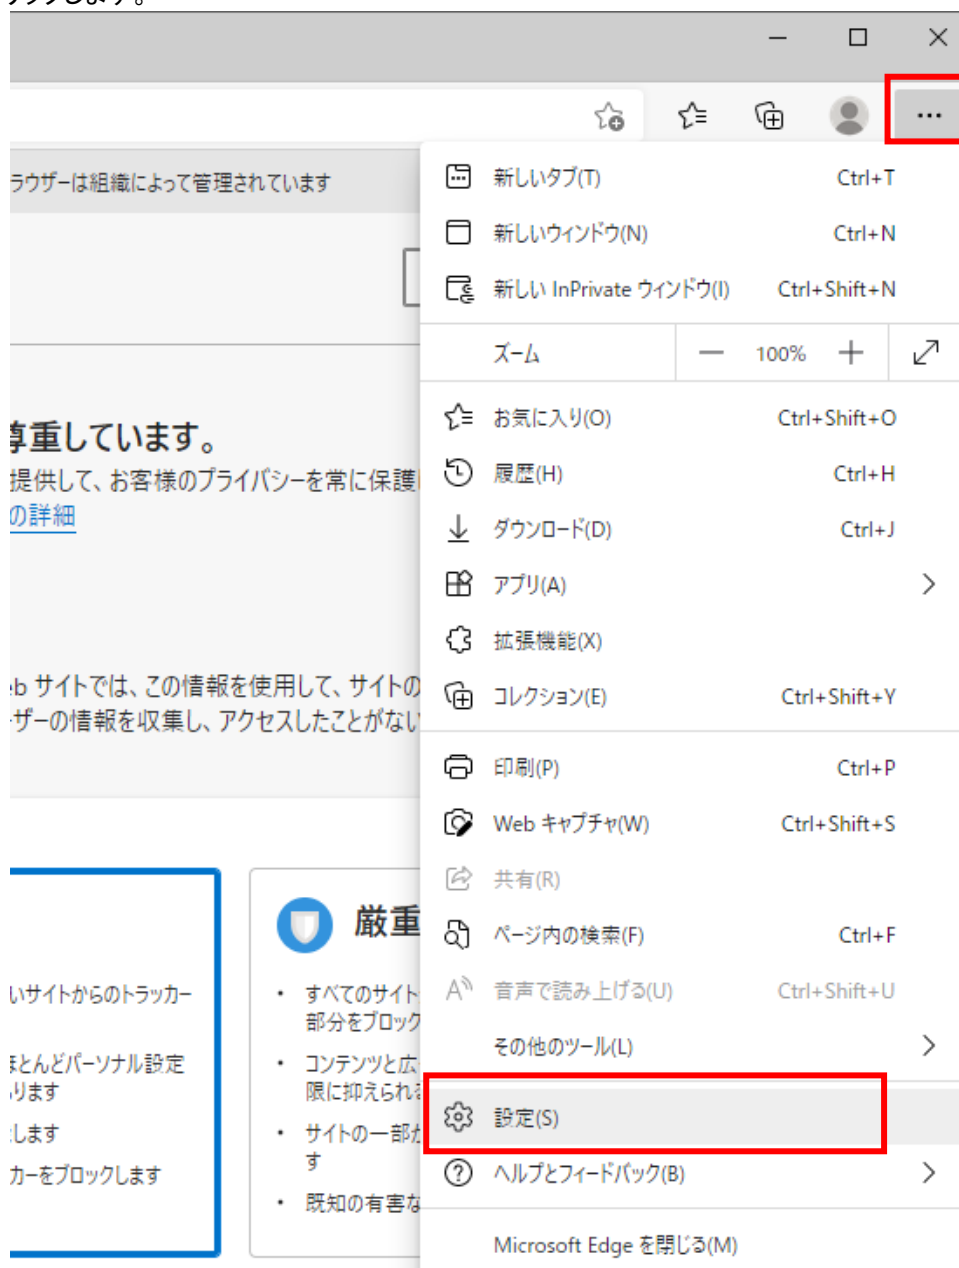 ックします。
ラウザーは組織によって管理されています
尊重しています。
提供して、お客様のプライバシーを常に保護
の詳細
eb サイトでは、この情報を使用して、サイトの
ーザーの情報を収集し、アクセスしたことがない
いサイトからのトラッカー
ほとんどパーソナル設定
ります
します
カーをブロックします
厳重
• すべてのサイト
部分をブロック
• コンテンツと広
限に抑えられ
• サイトの一部が
す
• 既知の有害な
新しいタブ(T) Ctrl+T
新しいウィンドウ(N) Ctrl+N
新しい InPrivate ウィンドウ(I) Ctrl+Shift+N
ズーム — 100% +
お気に入り(O) Ctrl+Shift+O
履歴(H) Ctrl+H
ダウンロード(D) Ctrl+J
アプリ(A)
拡張機能(X)
コレクション(E) Ctrl+Shift+Y
印刷(P) Ctrl+P
Web キャプチャ(W) Ctrl+Shift+S
共有(R)
ページ内の検索(F) Ctrl+F
音声で読み上げる(U) Ctrl+Shift+U
その他のツール(L)
設定(S)
ヘルプとフィードバック(B)
Microsoft Edge を閉じる(M)